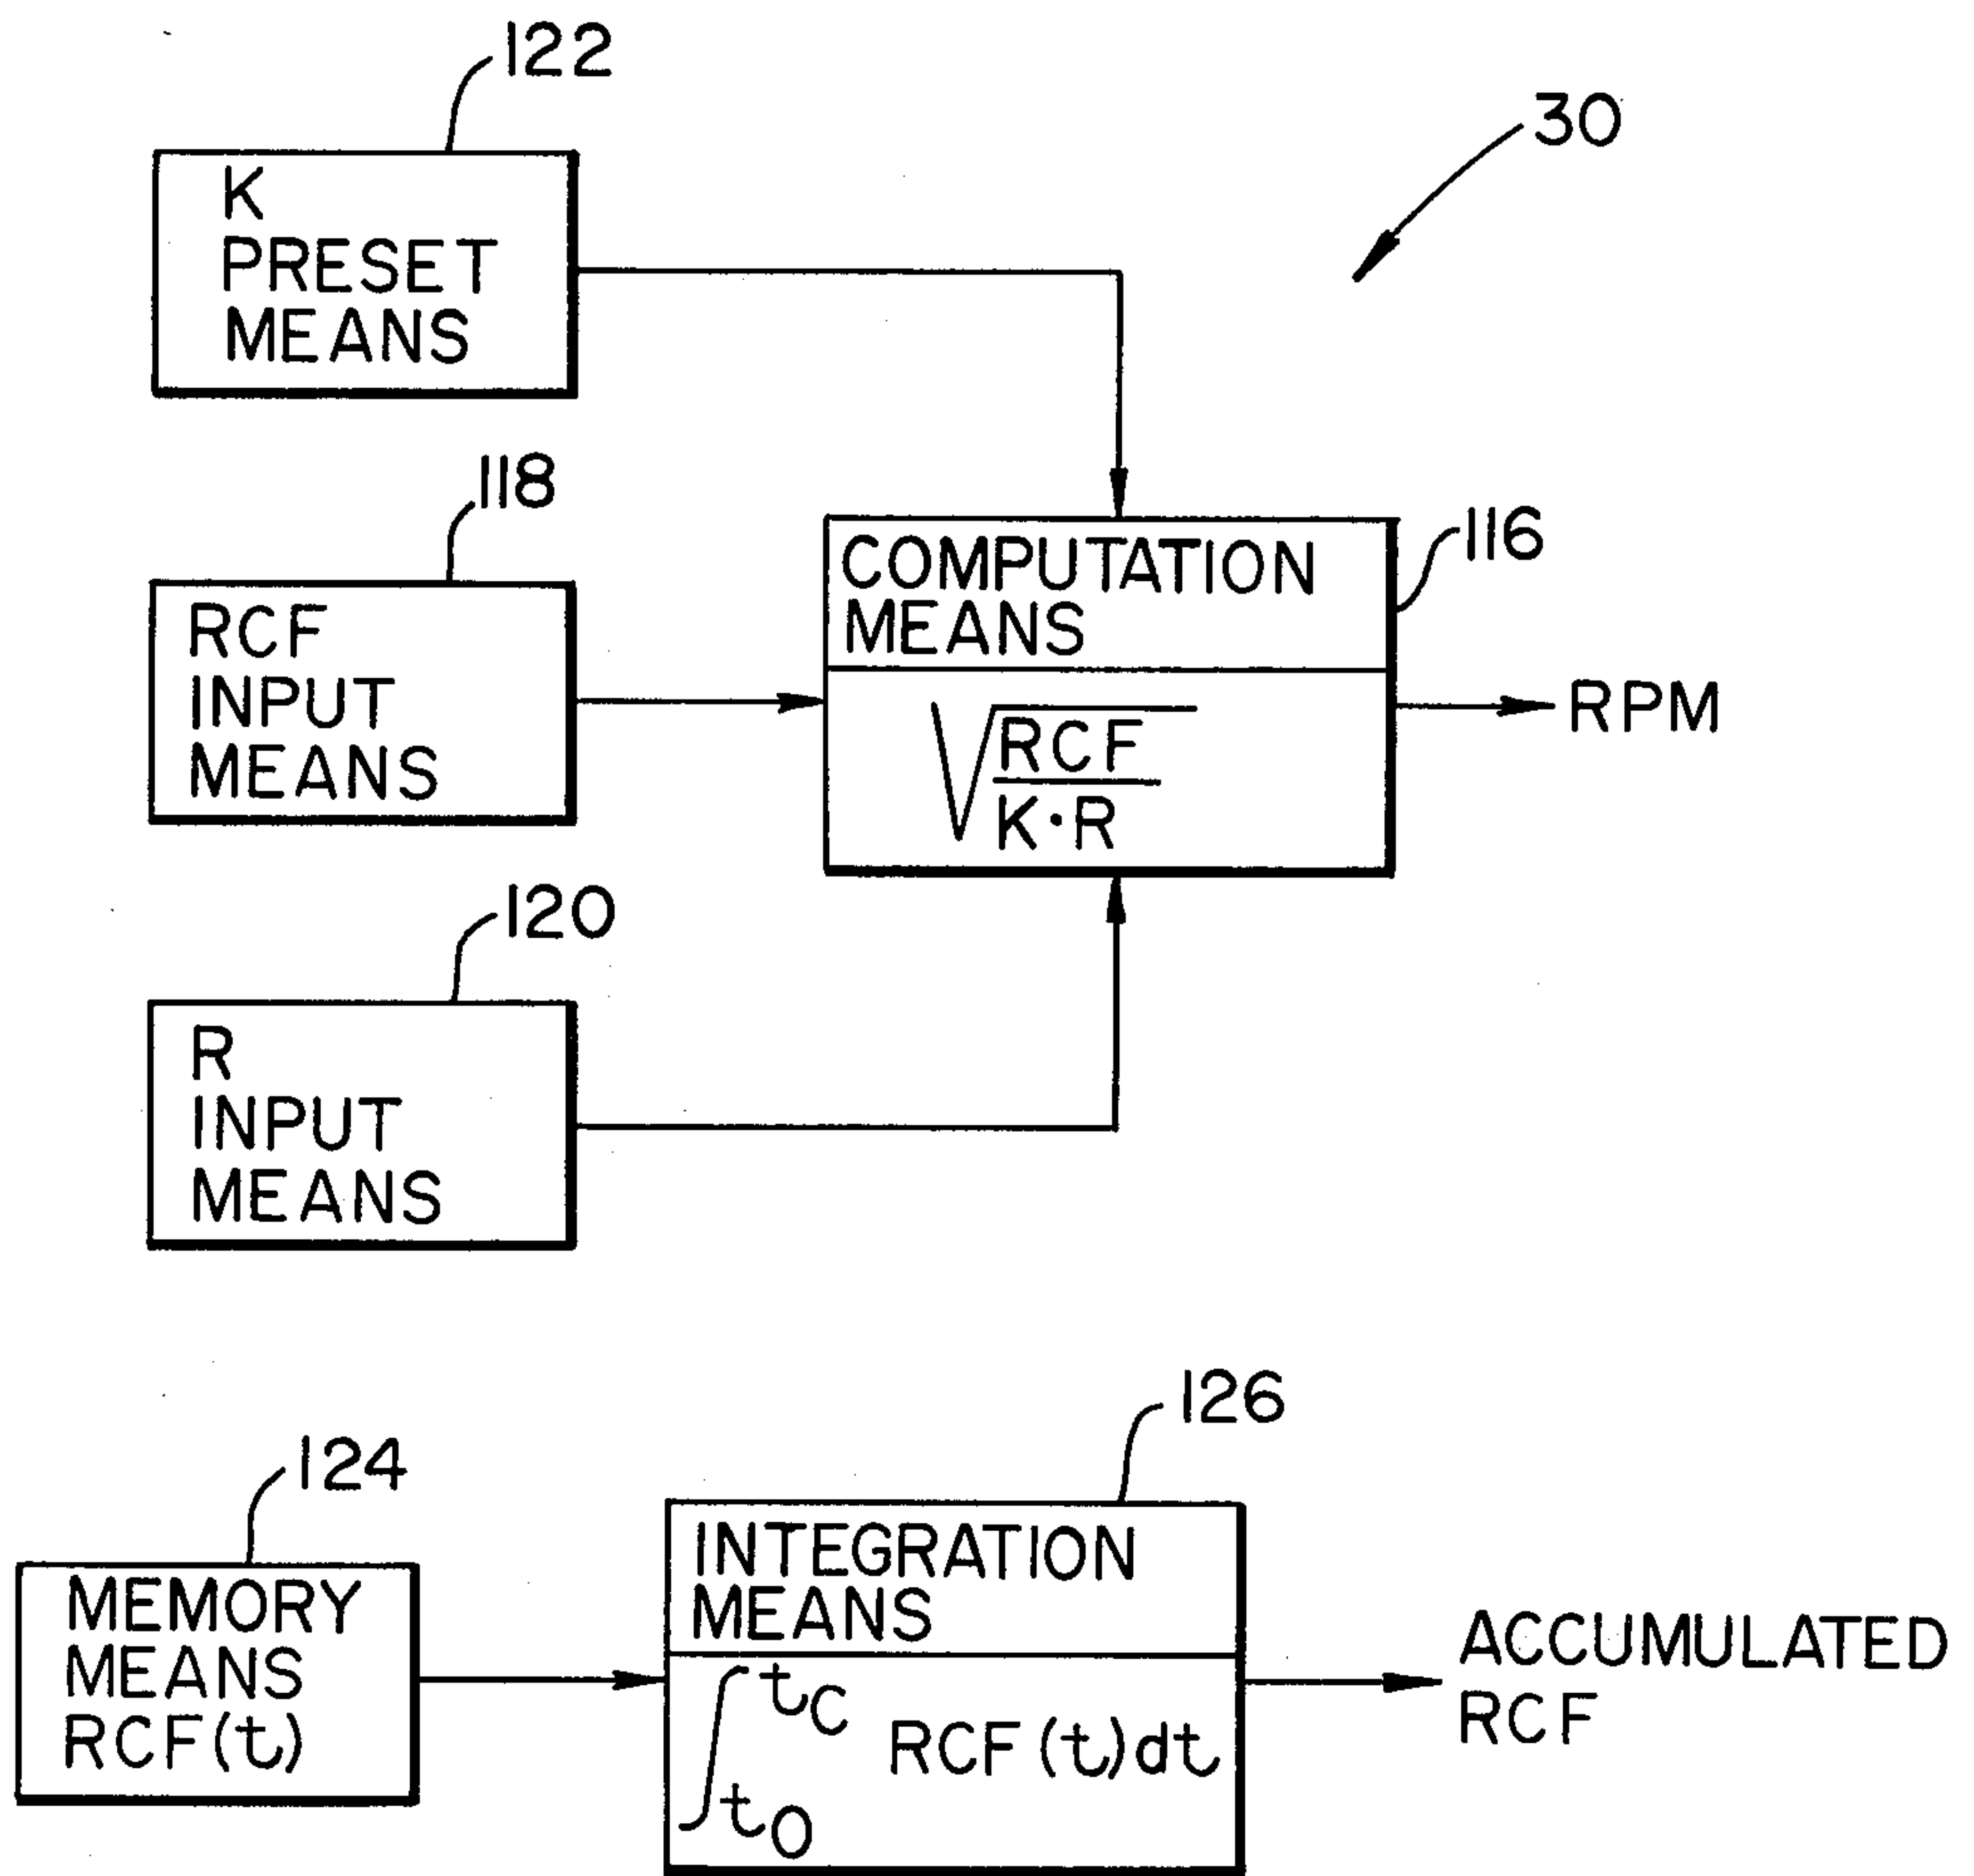 122
30
K
PRESET
MEANS
118
RCF
INPUT
MEANS
COMPUTATION
MEANS
116
√RCF
K·R
RPM
120
R
INPUT
MEANS
124
MEMORY
MEANS
RCF(t)
126
INTEGRATION
MEANS
∫ tC
RCF(t)dt
tO
ACCUMULATED
RCF